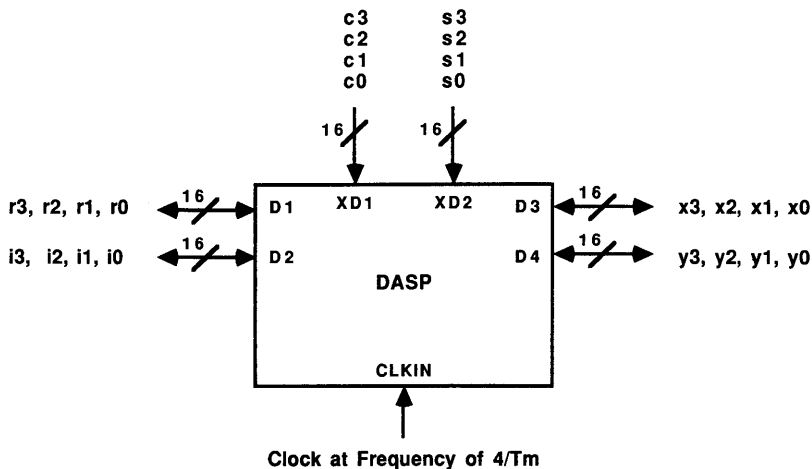 c3 s3
c2 s2
c1 s1
c0 s0
16 16
XD1 XD2
r3, r2, r1, r0 16 D1 D3 16 x3, x2, x1, x0
i3, i2, i1, i0 16 D2 D4 16 y3, y2, y1, y0
DASP
CLKIN
Clock at Frequency of 4/Tm